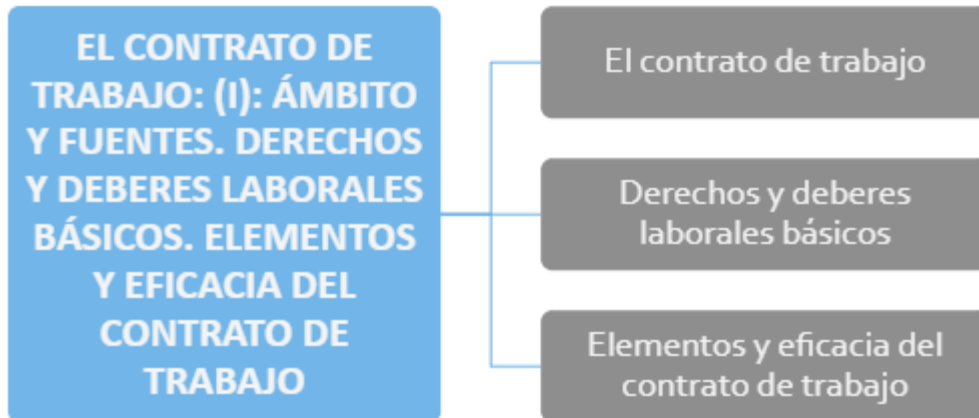 EL CONTRATO DE
TRABAJO: (I): ÁMBITO
Y FUENTES. DERECHOS
Y DEBERES LABORALES
BÁSICOS. ELEMENTOS
Y EFICACIA DEL
CONTRATO DE
TRABAJO
El contrato de trabajo
Derechos y deberes
laborales básicos
Elementos y eficacia del
contrato de trabajo